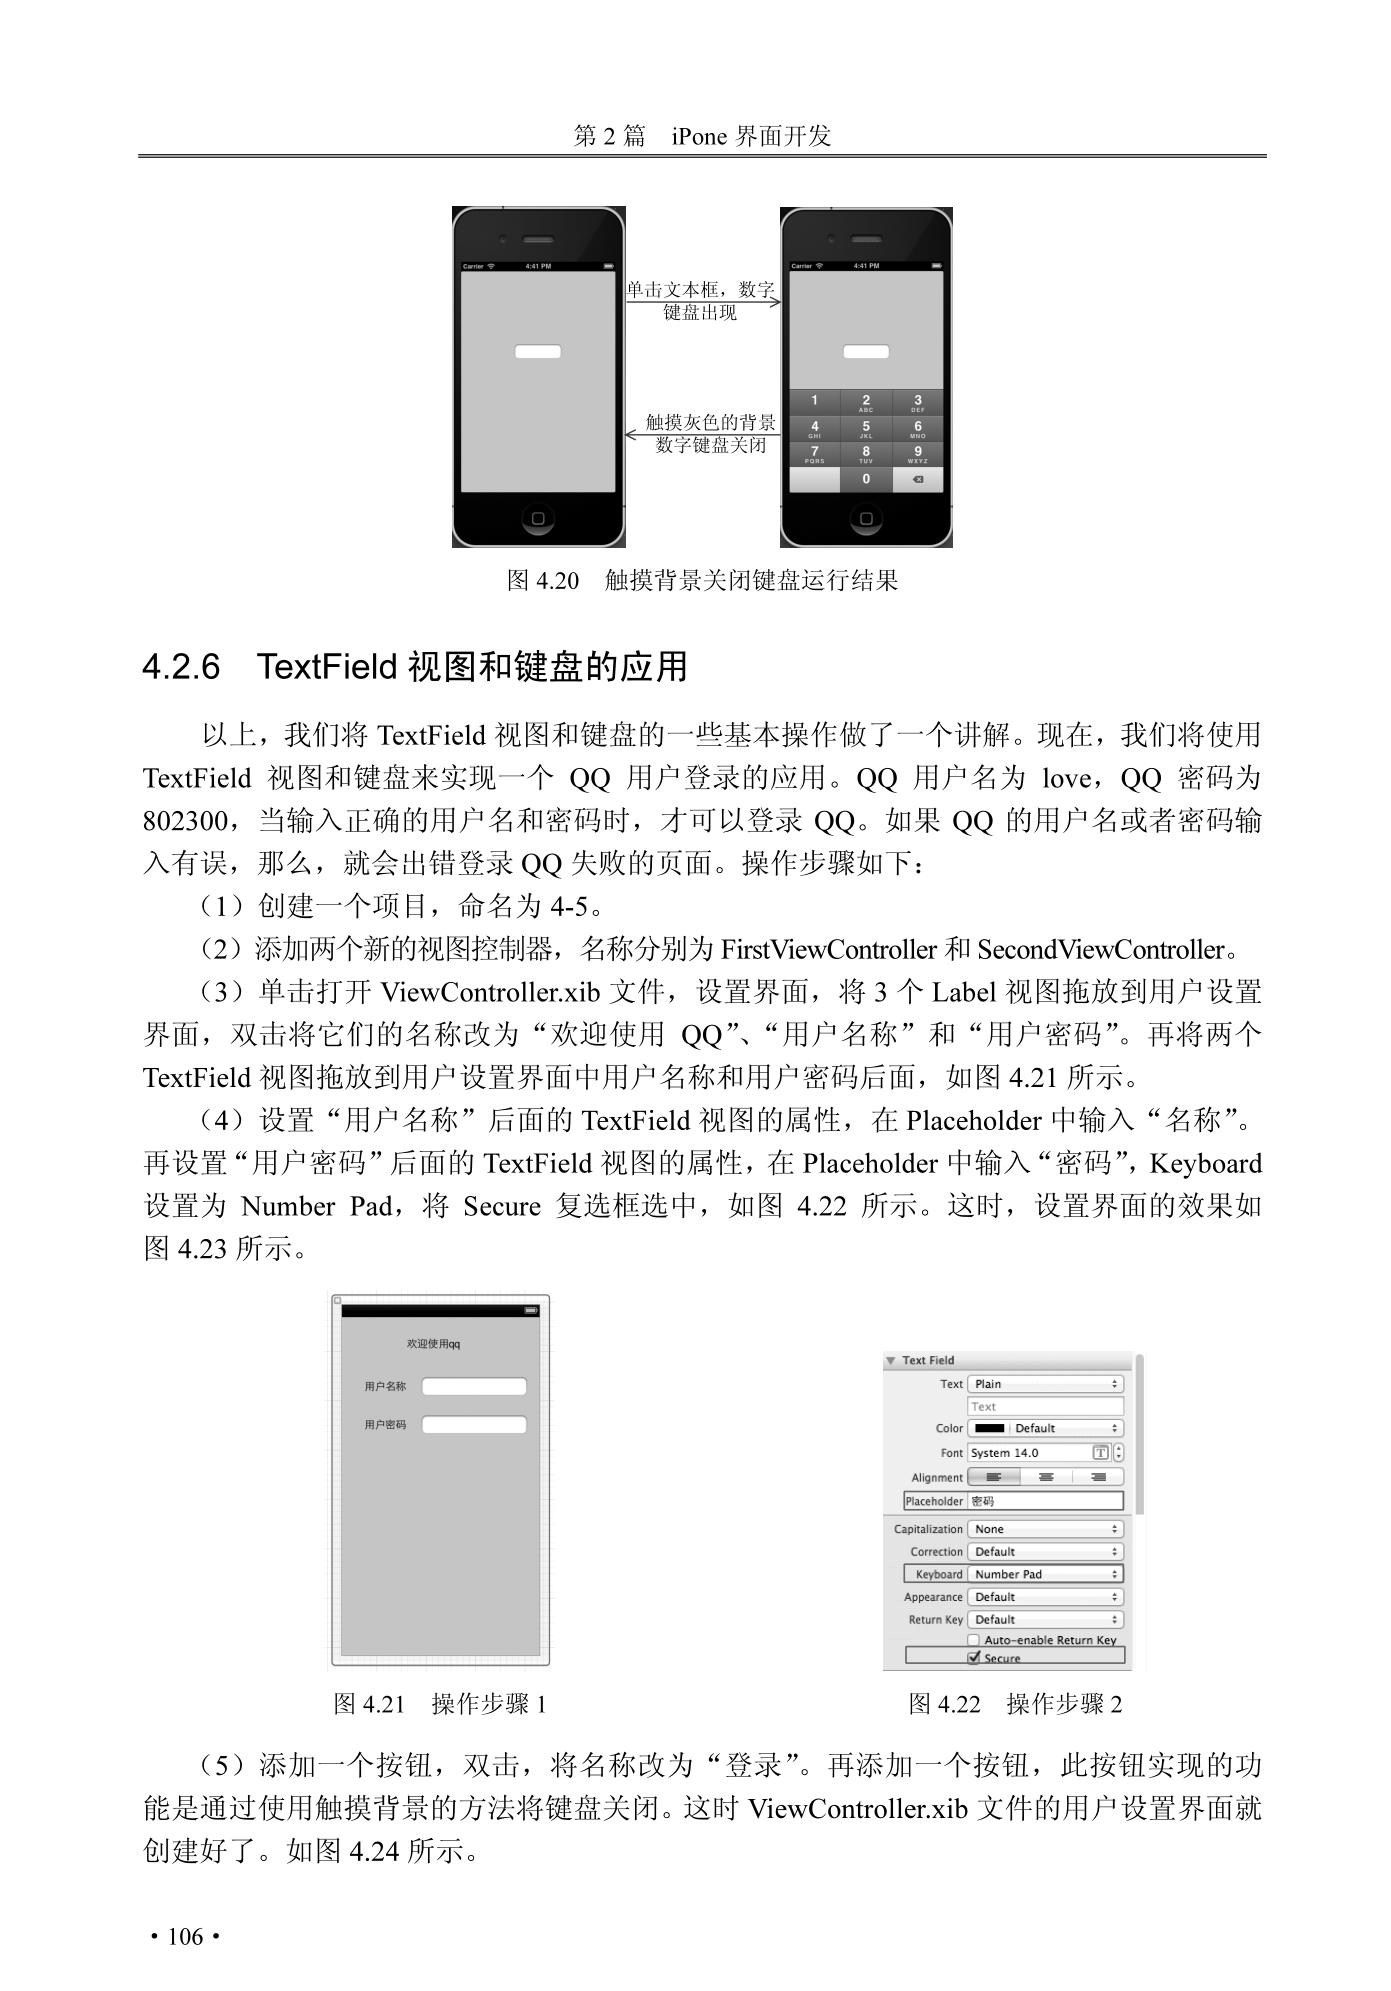 第 2 篇　iPone 界面开发
Carrier 4:41 PM
Carrier 4:41 PM
单击文本框，数字
键盘出现
1 2 3
ABC DEF
触摸灰色的背景
数字键盘关闭
4 5 6
GHI JKL MNO
7 8 9
PQRS TUV WXYZ
0
图 4.20　触摸背景关闭键盘运行结果
4.2.6　TextField 视图和键盘的应用
以上，我们将 TextField 视图和键盘的一些基本操作做了一个讲解。现在，我们将使用
TextField 视图和键盘来实现一个 QQ 用户登录的应用。QQ 用户名为 love，QQ 密码为
802300，当输入正确的用户名和密码时，才可以登录 QQ。如果 QQ 的用户名或者密码输
入有误，那么，就会出错登录 QQ 失败的页面。操作步骤如下：
（1）创建一个项目，命名为 4-5。
（2）添加两个新的视图控制器，名称分别为 FirstViewController 和 SecondViewController。
（3）单击打开 ViewController.xib 文件，设置界面，将 3 个 Label 视图拖放到用户设置
界面，双击将它们的名称改为“欢迎使用 QQ”、“用户名称”和“用户密码”。再将两个
TextField 视图拖放到用户设置界面中用户名称和用户密码后面，如图 4.21 所示。
（4）设置“用户名称”后面的 TextField 视图的属性，在 Placeholder 中输入“名称”。
再设置“用户密码”后面的 TextField 视图的属性，在 Placeholder 中输入“密码”，Keyboard
设置为 Number Pad，将 Secure 复选框选中，如图 4.22 所示。这时，设置界面的效果如
图 4.23 所示。
欢迎使用qq
用户名称
用户密码
Text Field
Text Plain
Text
Color Default
Font System 14.0
Alignment
Placeholder 密码
Capitalization None
Correction Default
Keyboard Number Pad
Appearance Default
Return Key Default
Auto-enable Return Key
Secure
图 4.21　操作步骤 1
图 4.22　操作步骤 2
（5）添加一个按钮，双击，将名称改为“登录”。再添加一个按钮，此按钮实现的功
能是通过使用触摸背景的方法将键盘关闭。这时 ViewController.xib 文件的用户设置界面就
创建好了。如图 4.24 所示。
• 106 •